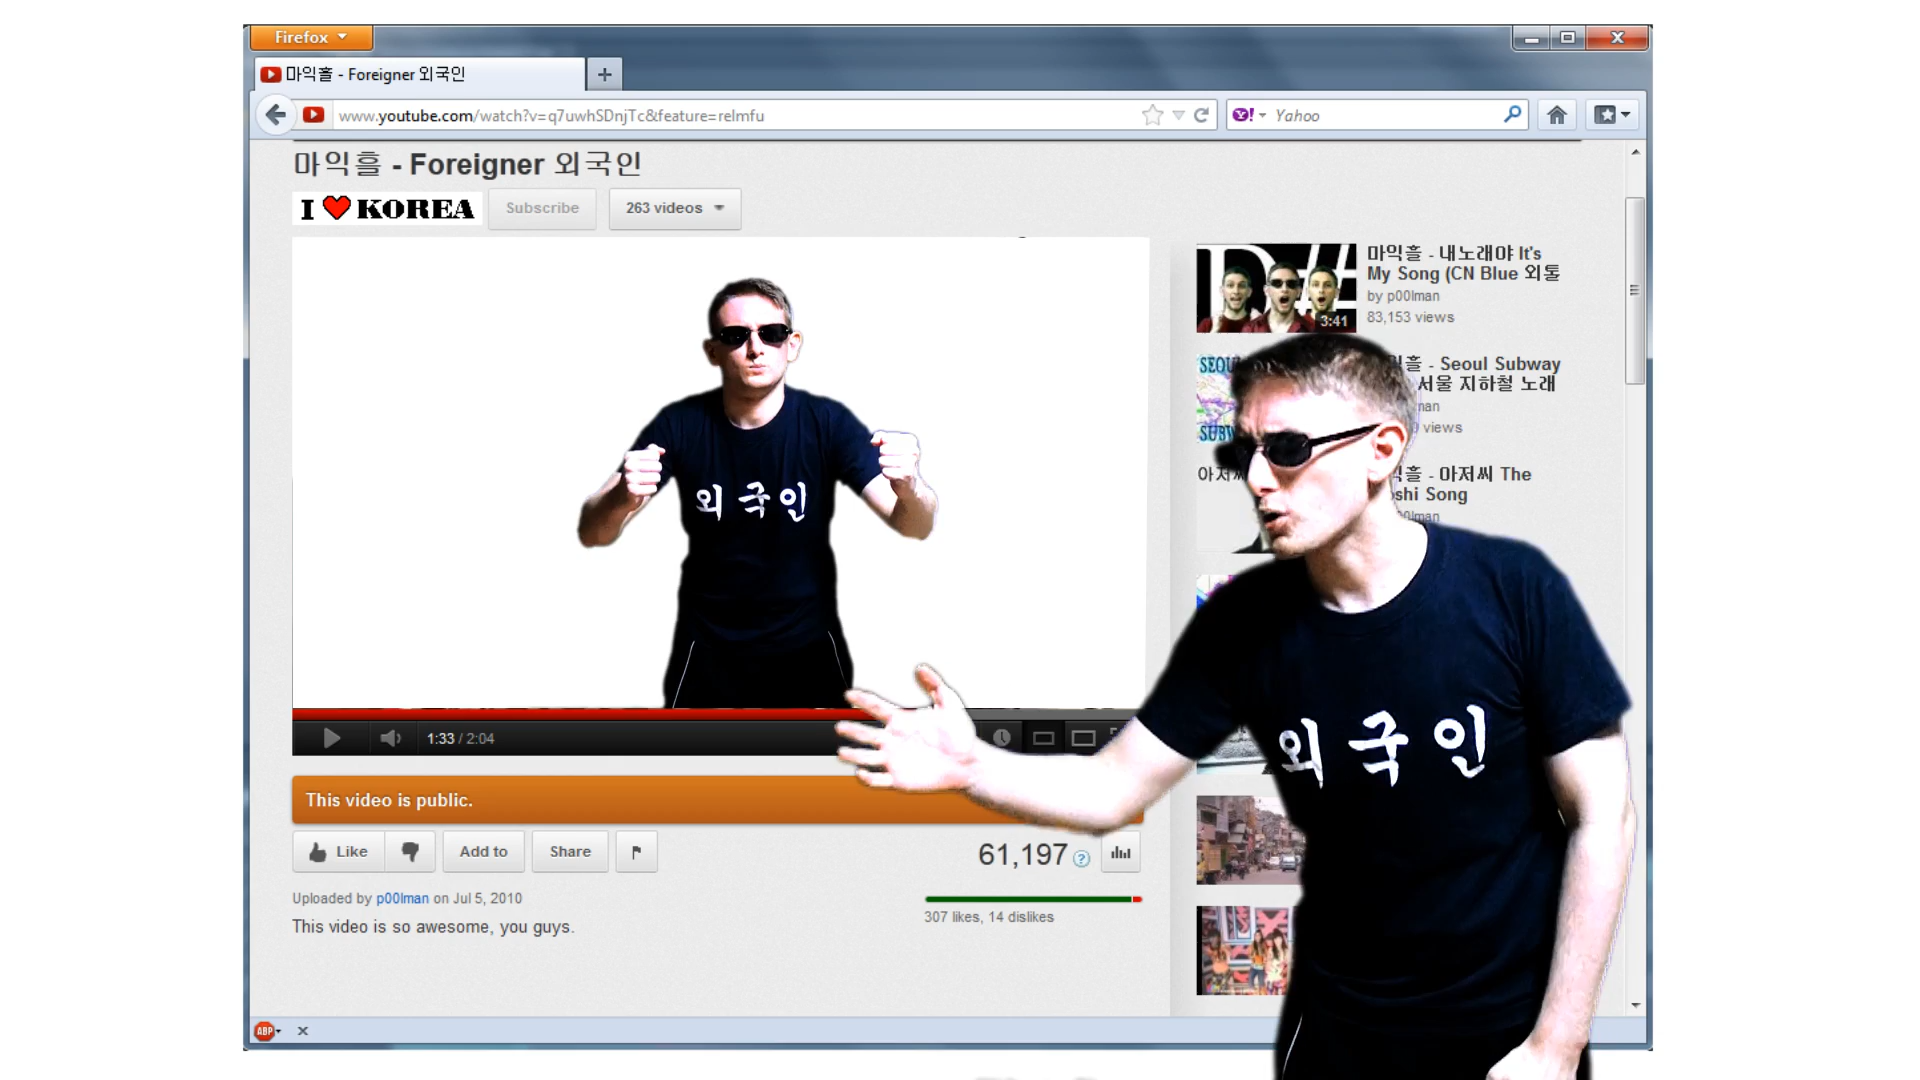 Firefox
마익흘 - Foreigner 외국인
www.youtube.com/watch?v=q7uwhSDnjTc&feature=relmfu
Yahoo
마익흘 - Foreigner 외국인
I ❤ KOREA
Subscribe
263 videos
외국인
1:33 / 2:04
This video is public.
Like
Add to
Share
61,197
Uploaded by p00lman on Jul 5, 2010
307 likes, 14 dislikes
This video is so awesome, you guys.
3:41
마익흘 - 내노래야 It's
My Song (CN Blue 외톨
by p00lman
83,153 views
흘 - Seoul Subway
서울 지하철 노래
views
아저씨 The
Song
외국인
ABP